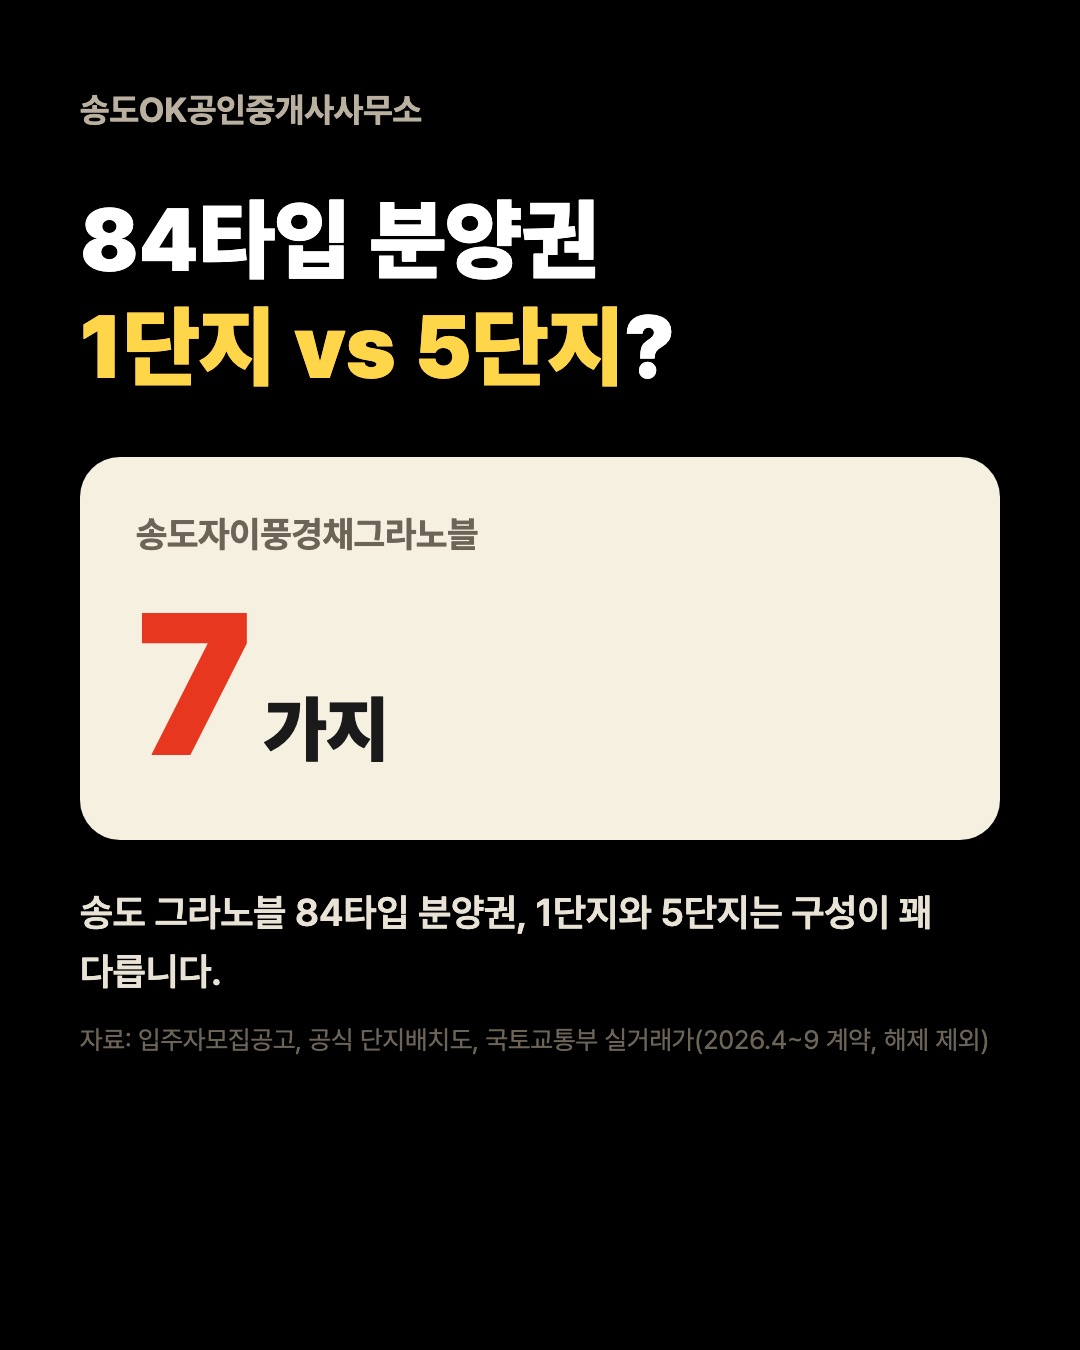 송도OK공인중개사사무소
84타입 분양권
1단지 vs 5단지?
송도자이풍경채그라노블
7가지
송도 그라노블 84타입 분양권, 1단지와 5단지는 구성이 꽤
다릅니다.
자료: 입주자모집공고, 공식 단지배치도, 국토교통부 실거래가(2026.4~9 계약, 해제 제외)